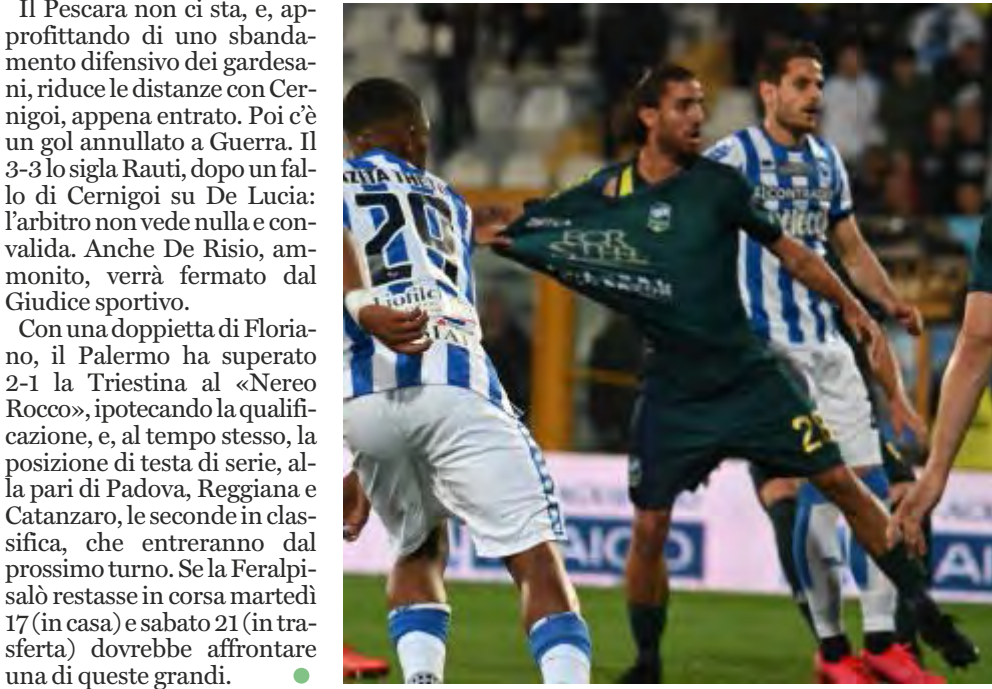 Il Pescara non ci sta, e, ap-
profittando di uno sbanda-
mento difensivo dei gardesa-
ni, riduce le distanze con Cer-
nigoi, appena entrato. Poi c’è
un gol annullato a Guerra. Il
3-3 lo sigla Rauti, dopo un fal-
lo di Cernigoi su De Lucia:
l’arbitro non vede nulla e con-
valida. Anche De Risio, am-
monito, verrà fermato dal
Giudice sportivo.
Con una doppietta di Floria-
no, il Palermo ha superato
2-1 la Triestina al «Nereo
Rocco», ipotecando la qualifi-
cazione, e, al tempo stesso, la
posizione di testa di serie, al-
la pari di Padova, Reggiana e
Catanzaro, le seconde in clas-
sifica, che entreranno dal
prossimo turno. Se la Feralpi-
salò restasse in corsa martedì
17 (in casa) e sabato 21 (in tra-
sferta) dovrebbe affrontare
una di queste grandi.
29
Liofilc